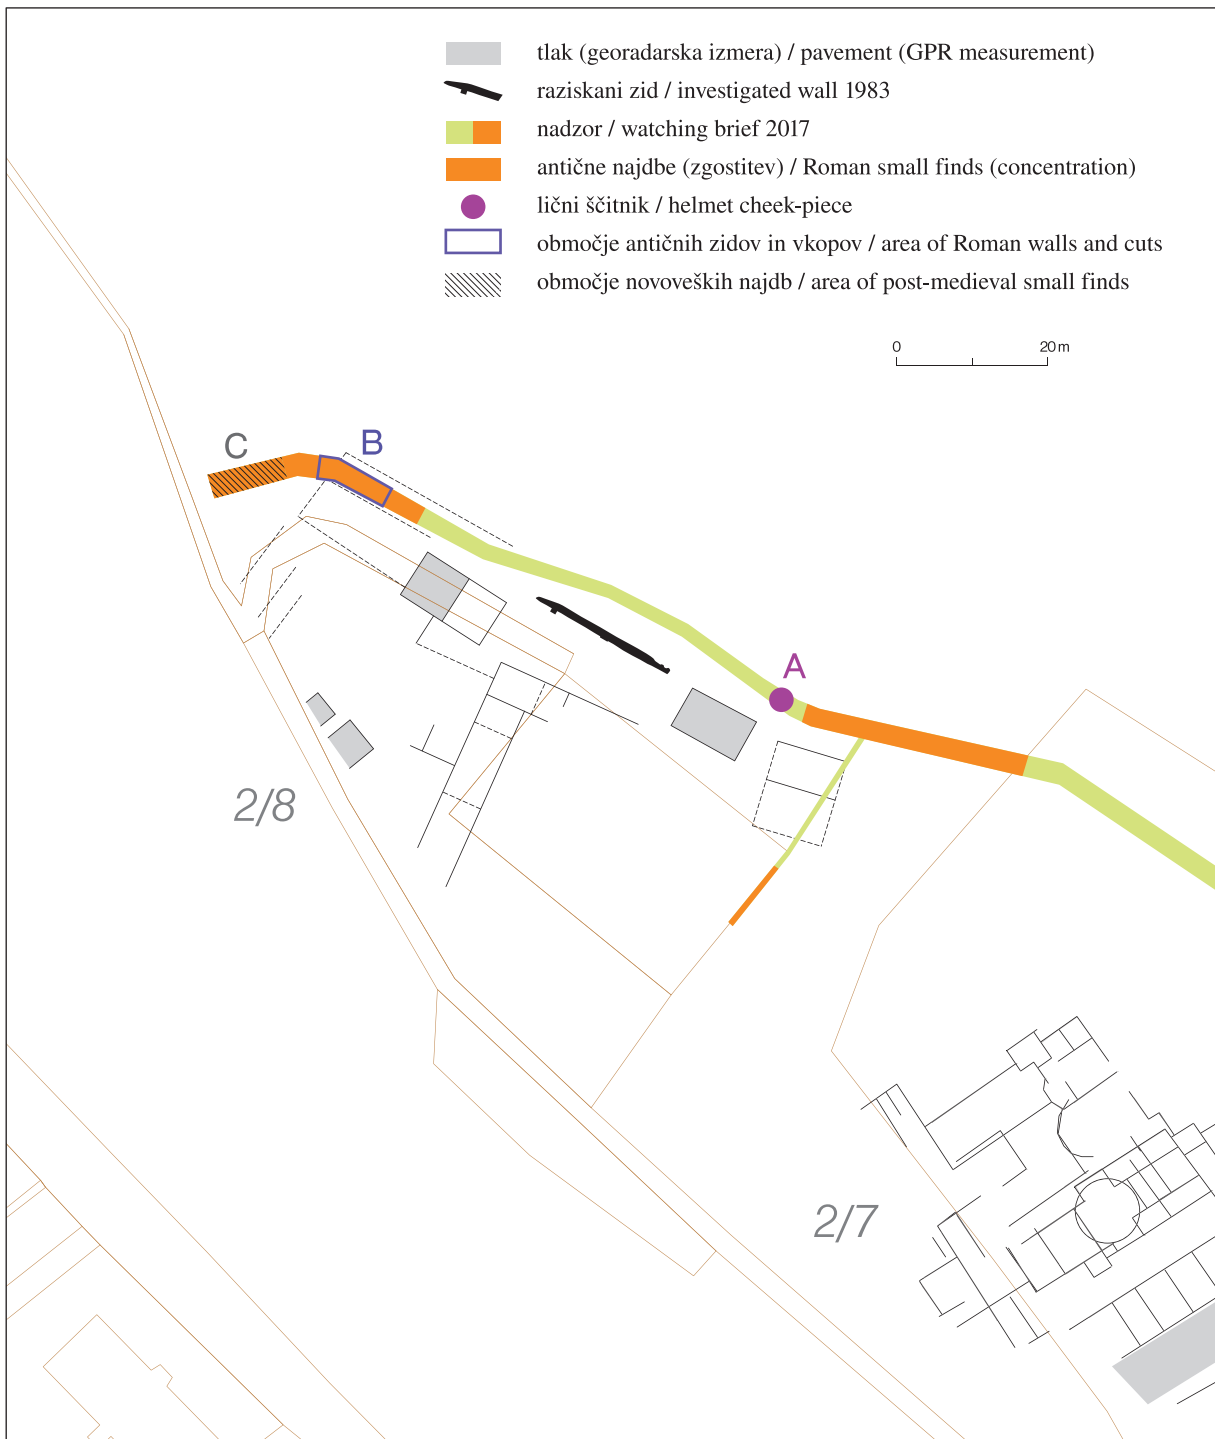 tlak (georadarska izmera) / pavement (GPR measurement)
raziskani zid / investigated wall 1983
nadzor / watching brief 2017
antične najdbe (zgostitev) / Roman small finds (concentration)
lični ščitnik / helmet cheek-piece
območje antičnih zidov in vkopov / area of Roman walls and cuts
območje novoveških najdb / area of post-medieval small finds
0 20 m
C B
A
2/8
2/7